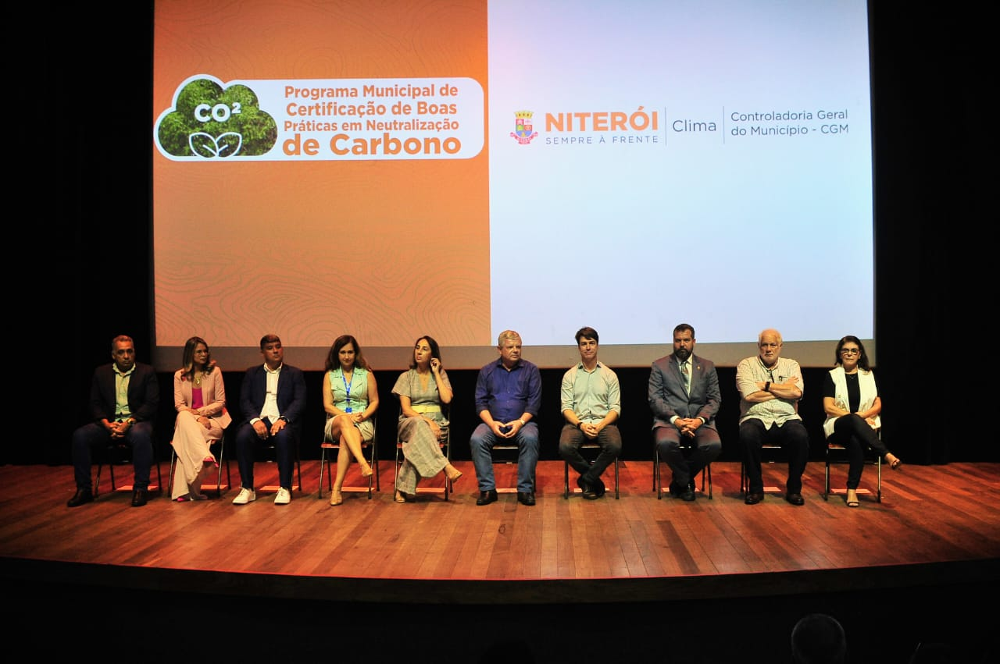 CO²
Programa Municipal de
Certificação de Boas
Práticas em Neutralização
de Carbono
NITERÓI
SEMPRE À FRENTE
Clima
Controladoria Geral
do Município - CGM